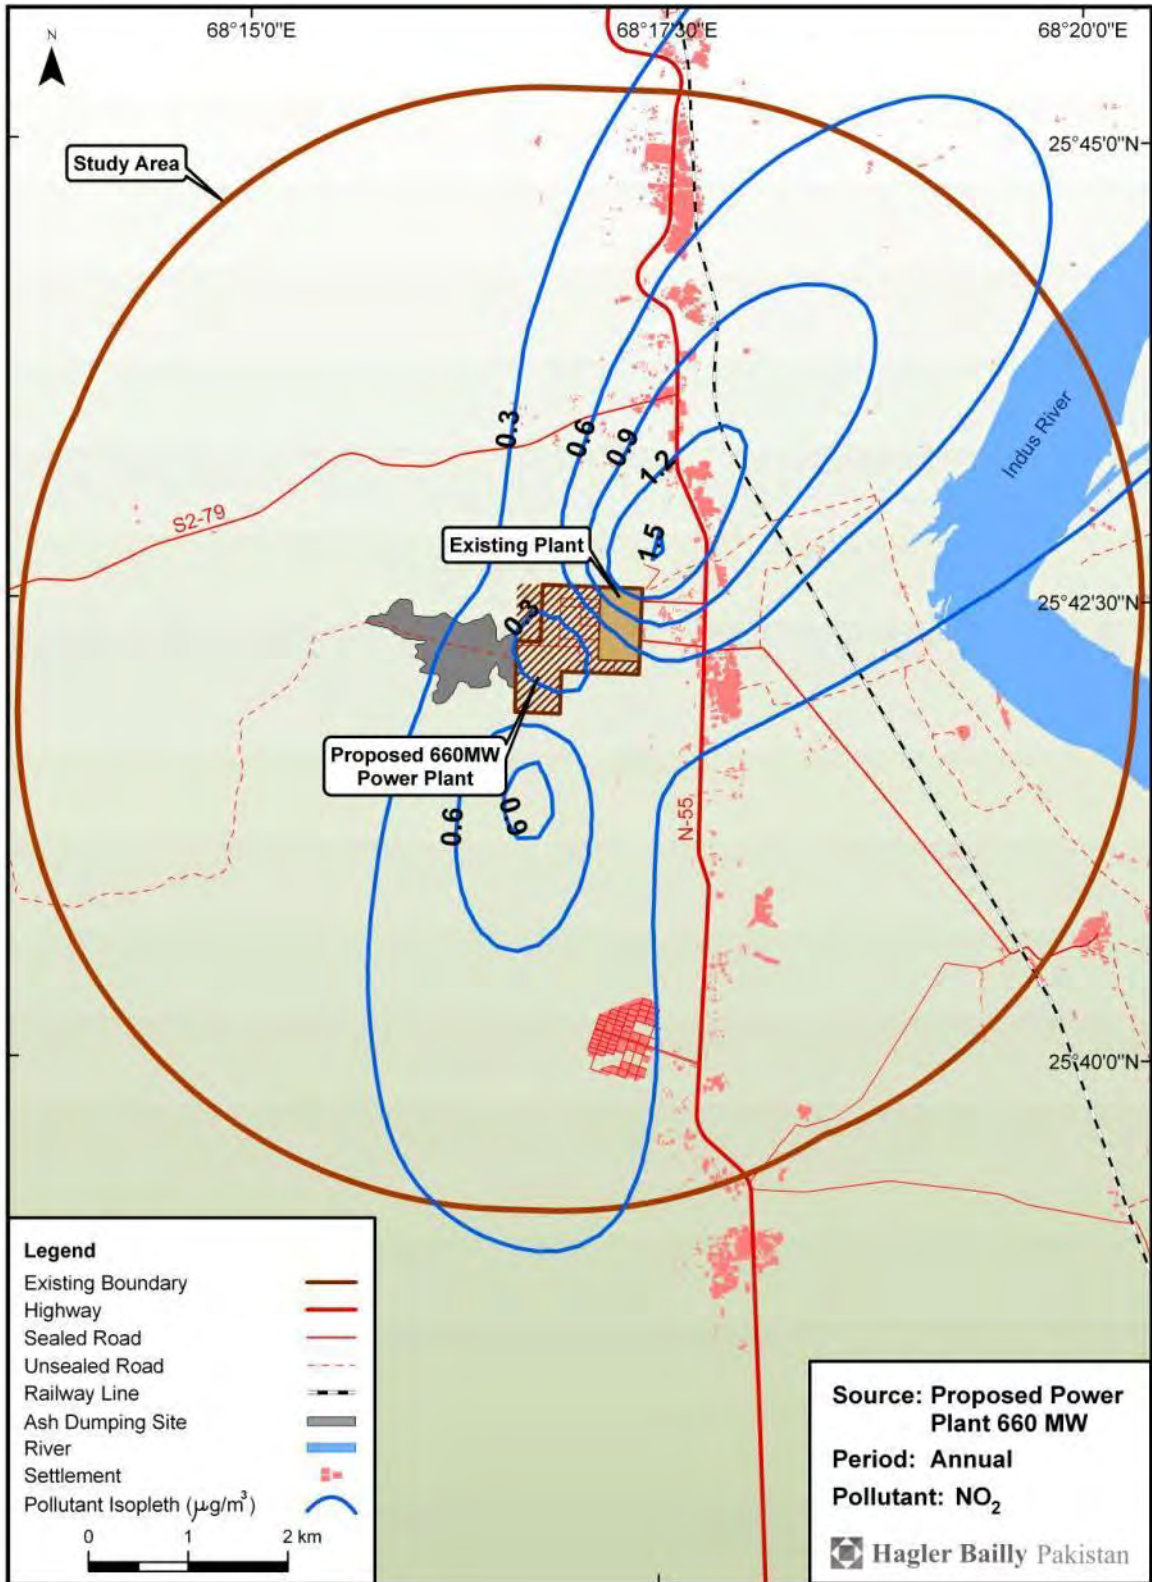 N
68°15'0"E
68°17'30"E
68°20'0"E
25°45'0"N
Study Area
0.3
0.6
0.9
1.2
1.5
Indus River
S2-79
Existing Plant
25°42'30"N
0.3
Proposed 660MW
Power Plant
0.6
0.9
N-55
25°40'0"N
Legend
Existing Boundary
Highway
Sealed Road
Unsealed Road
Railway Line
Ash Dumping Site
River
Settlement
Pollutant Isopleth (μg/m³)
0 1 2 km
Source: Proposed Power
Plant 660 MW
Period: Annual
Pollutant: NO₂
Hagler Bailly Pakistan